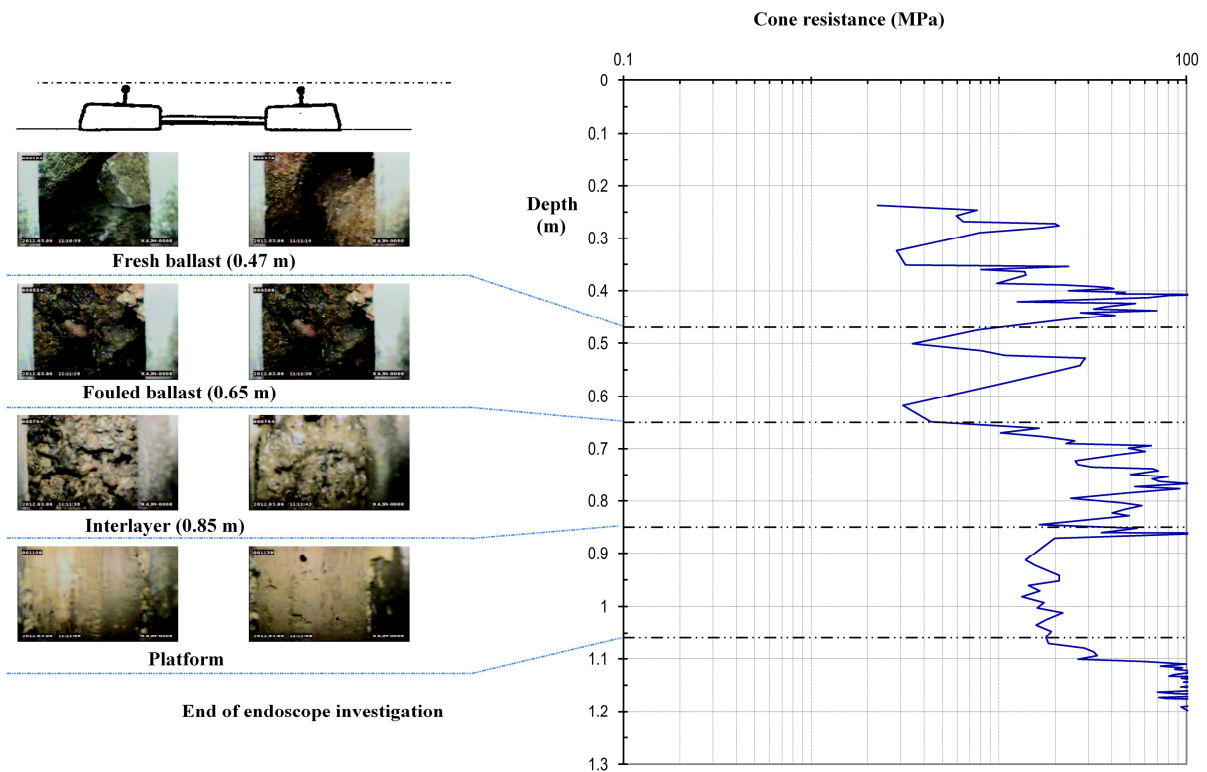 Cone resistance (MPa)
0.1
100
0
0.1
0.2
0.3
0.4
0.5
0.6
0.7
0.8
0.9
1
1.1
1.2
1.3
Depth
(m)
Fresh ballast (0.47 m)
Fouled ballast (0.65 m)
Interlayer (0.85 m)
Platform
End of endoscope investigation